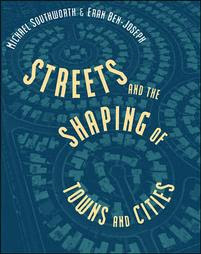 Michael Southworth & Eran Ben-Joseph
STREETS
AND THE
SHAPING OF
TOWNS AND CITIES